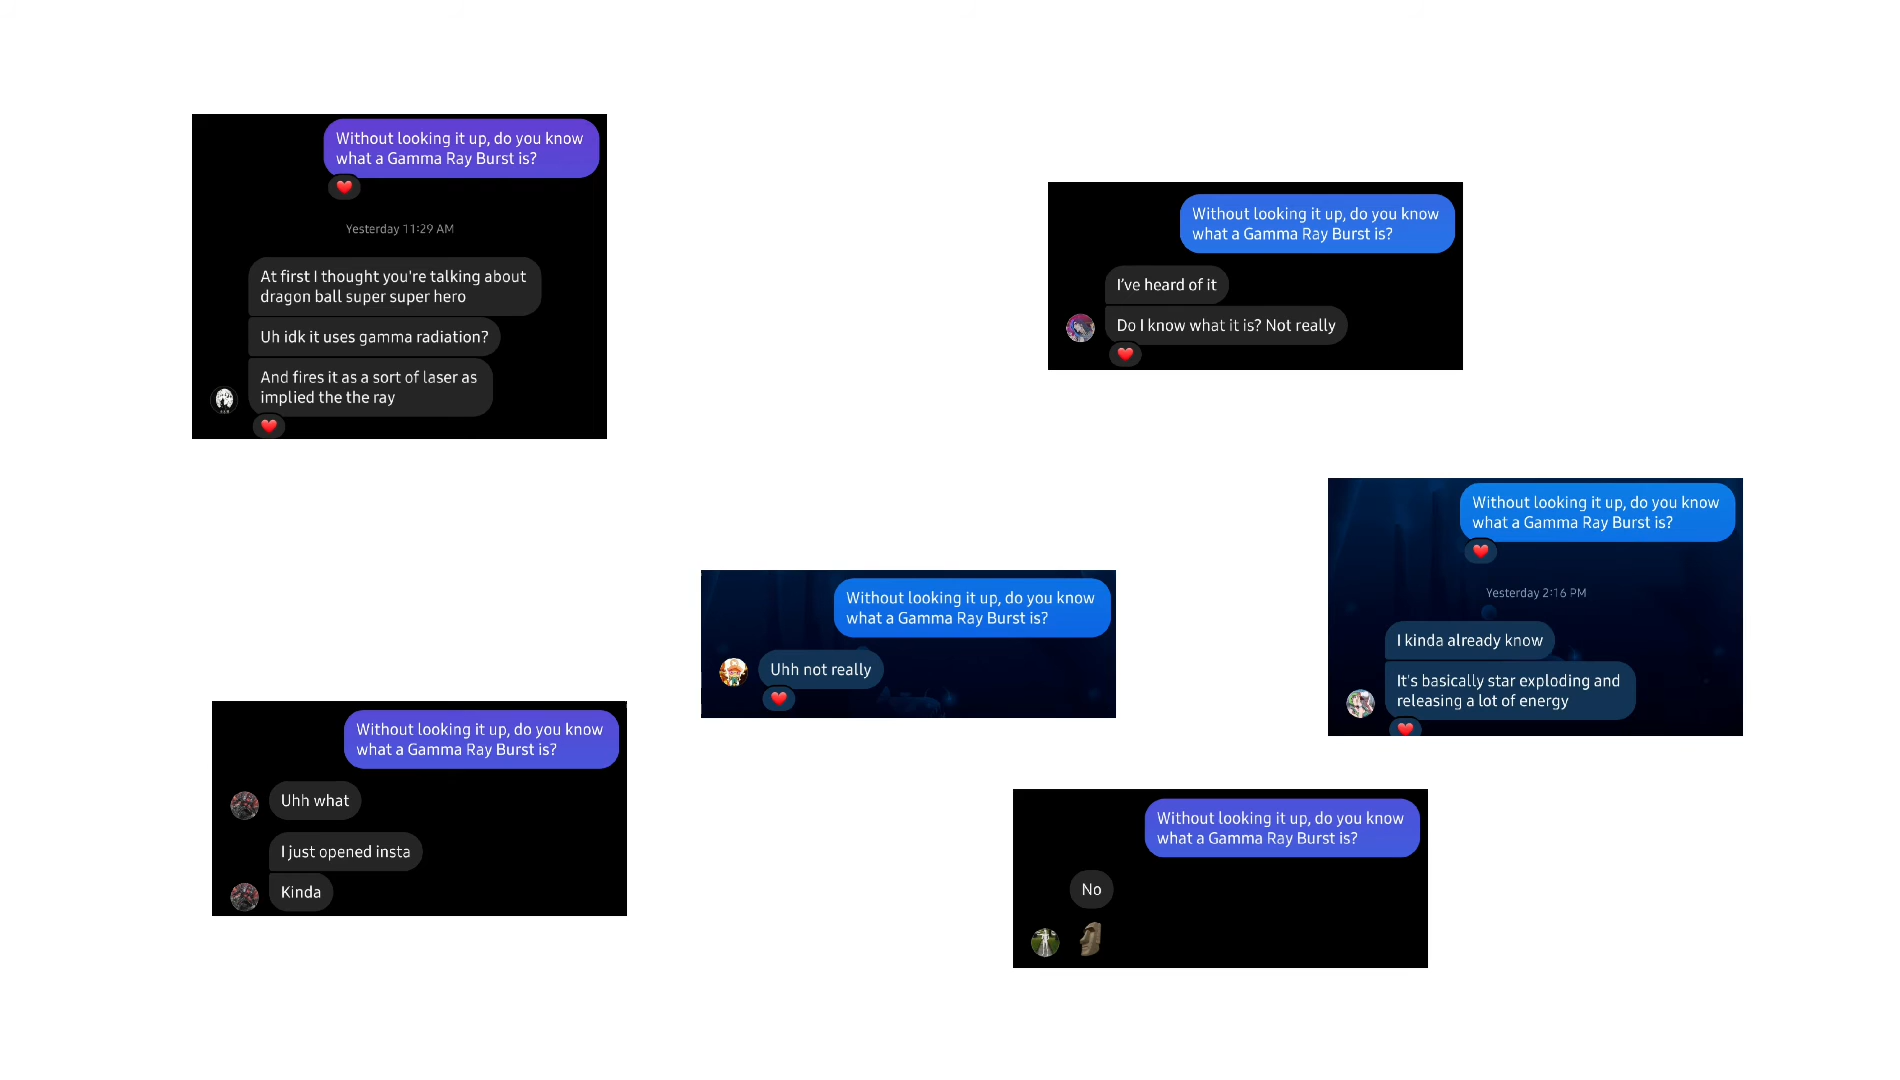 Without looking it up, do you know
what a Gamma Ray Burst is?
Yesterday 11:29 AM
At first I thought you're talking about
dragon ball super super hero
Uh idk it uses gamma radiation?
And fires it as a sort of laser as
implied the the ray
Without looking it up, do you know
what a Gamma Ray Burst is?
I've heard of it
Do I know what it is? Not really
Without looking it up, do you know
what a Gamma Ray Burst is?
Yesterday 2:16 PM
I kinda already know
It's basically star exploding and
releasing a lot of energy
Without looking it up, do you know
what a Gamma Ray Burst is?
Uhh not really
Without looking it up, do you know
what a Gamma Ray Burst is?
Uhh what
I just opened insta
Kinda
Without looking it up, do you know
what a Gamma Ray Burst is?
No